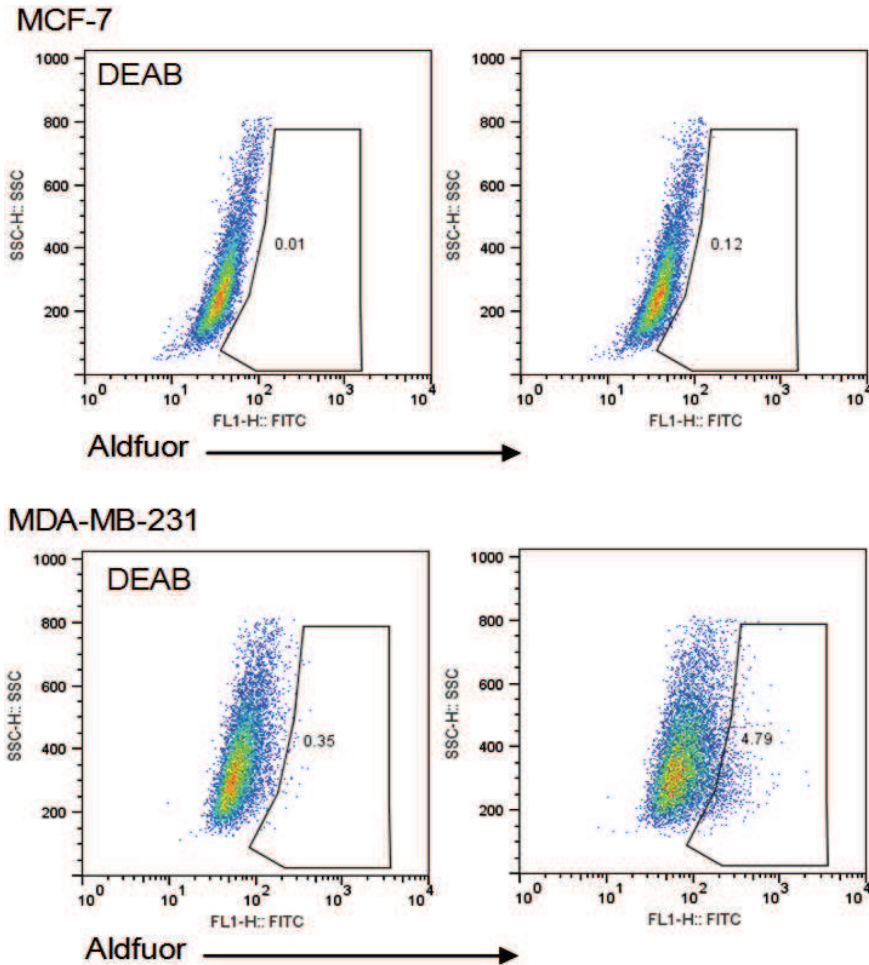 MCF-7
DEAB
1000
800
600
400
200
SSC-H:: SSC
0.01
10^0 10^1 10^2 10^3 10^4
FL1-H:: FITC
1000
800
600
400
200
SSC-H:: SSC
0.12
10^0 10^1 10^2 10^3 10^4
FL1-H:: FITC
Aldfuor
MDA-MB-231
DEAB
1000
800
600
400
200
SSC-H:: SSC
0.35
10^0 10^1 10^2 10^3 10^4
FL1-H:: FITC
1000
800
600
400
200
SSC-H:: SSC
4.79
10^0 10^1 10^2 10^3 10^4
FL1-H:: FITC
Aldfuor